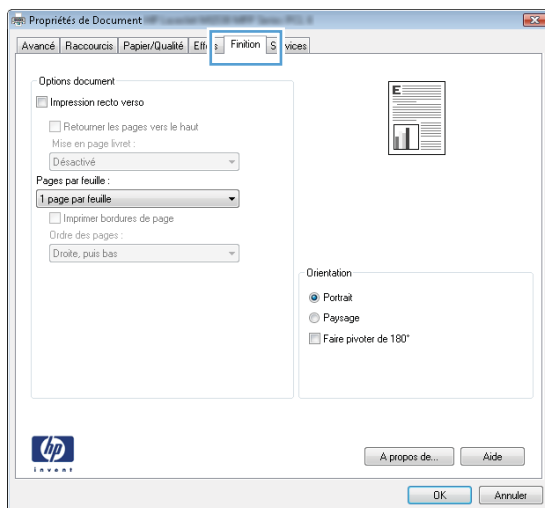 Propriétés de Document
Avancé Raccourcis Papier/Qualité Finition
Options document
Impression recto verso
Retourner les pages vers le haut
Mise en page livret :
Désactivé
Pages par feuille :
1 page par feuille
Imprimer bordures de page
Ordre des pages :
Droite, puis bas
E
Orientation
Portrait
Paysage
Faire pivoter de 180°
hp
invent
A propos de... Aide
OK Annuler